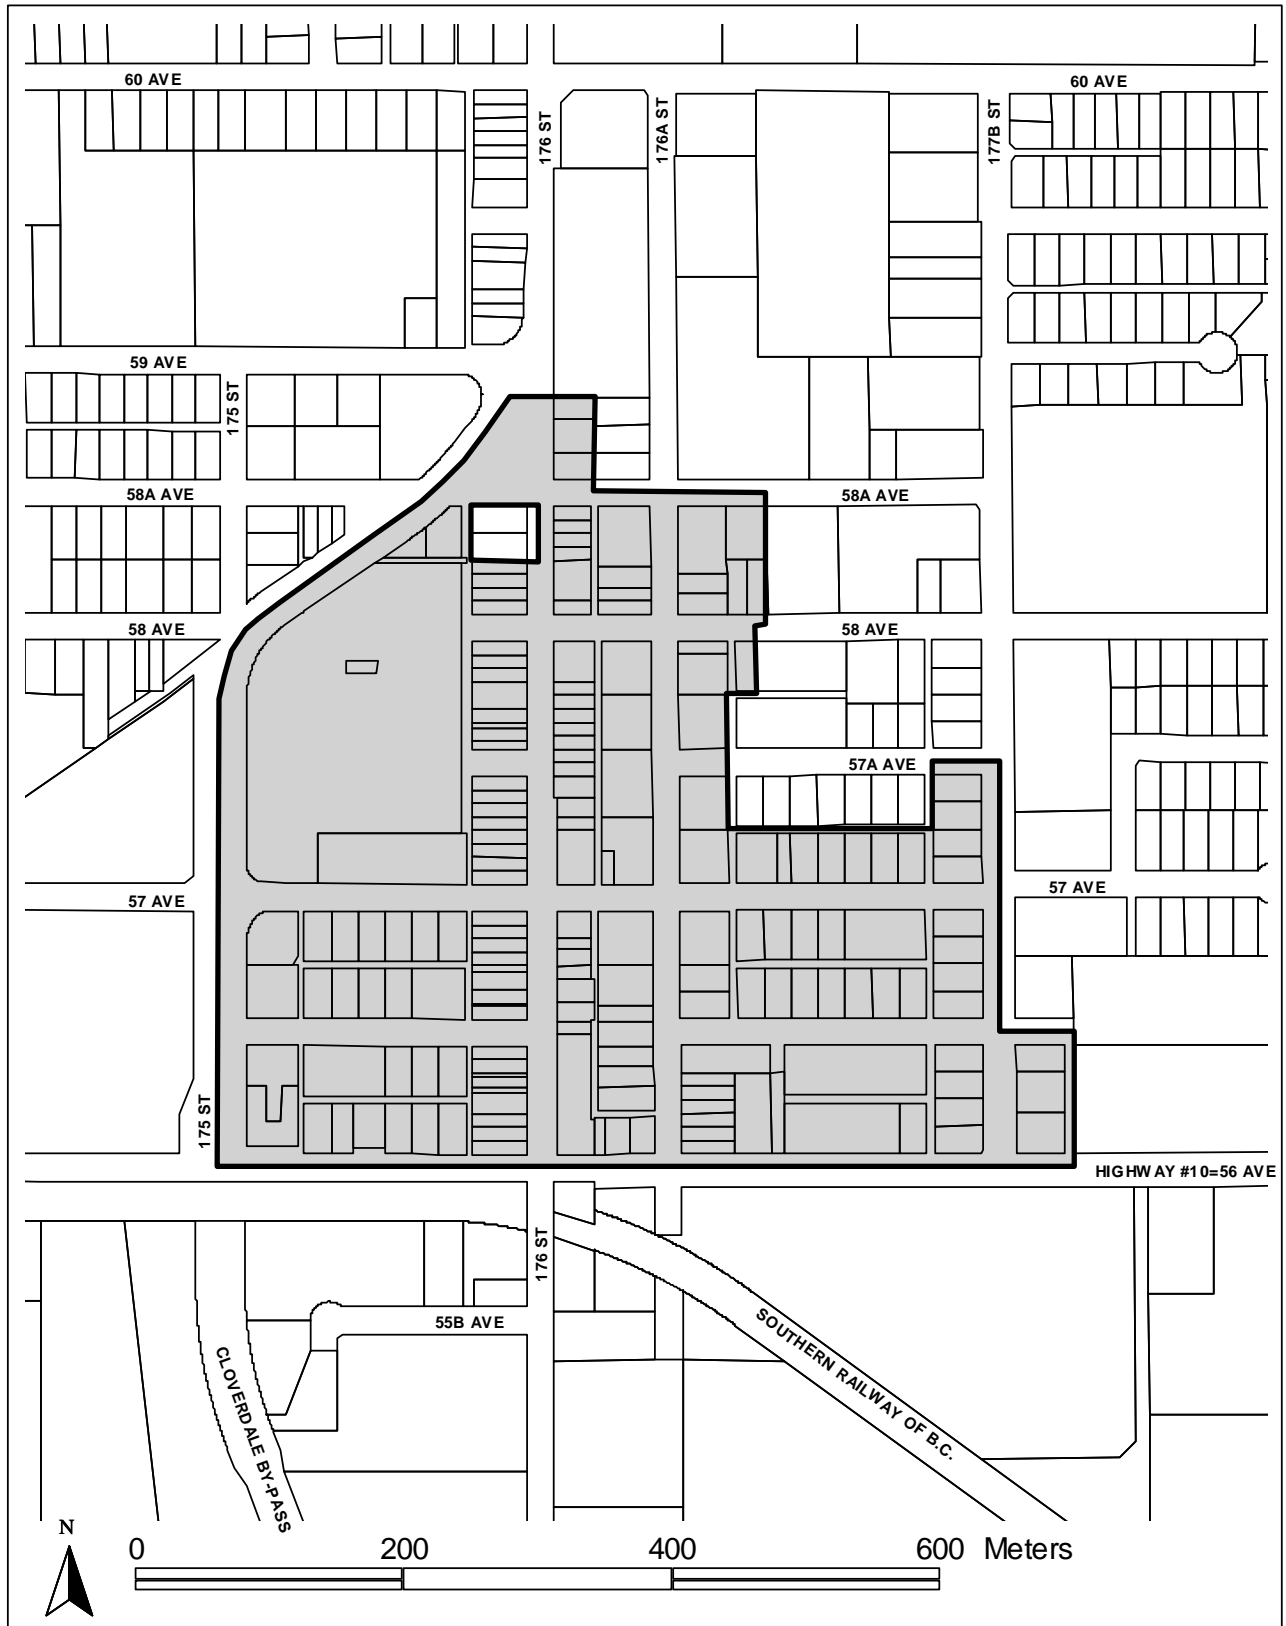 60 AVE
60 AVE
176 ST
176A ST
177B ST
59 AVE
175 ST
58A AVE
58A AVE
58 AVE
58 AVE
57A AVE
57 AVE
57 AVE
175 ST
HIGHWAY #10=56 AVE
176 ST
55B AVE
SOUTHERN RAILWAY OF B.C.
CLOVERDALE BY-PASS
N
0 200 400 600 Meters